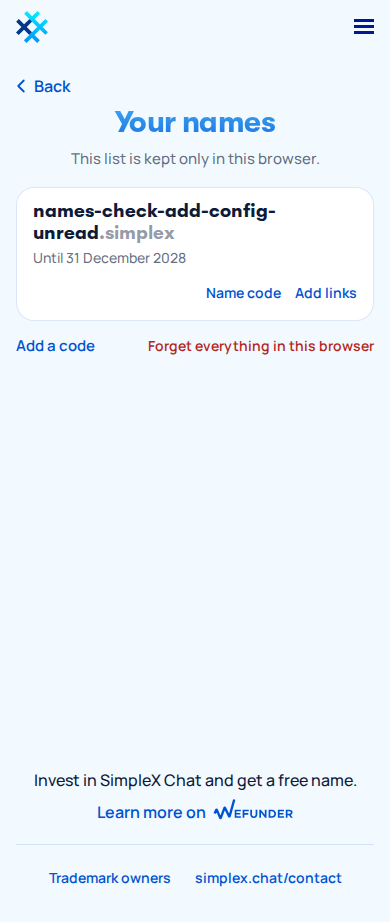 Back
Your names
This list is kept only in this browser.
names-check-add-config-
unread.simplex
Until 31 December 2028
Name code Add links
Add a code Forget everything in this browser
Invest in SimpleX Chat and get a free name.
Learn more on WEFUNDER
Trademark owners simplex.chat/contact